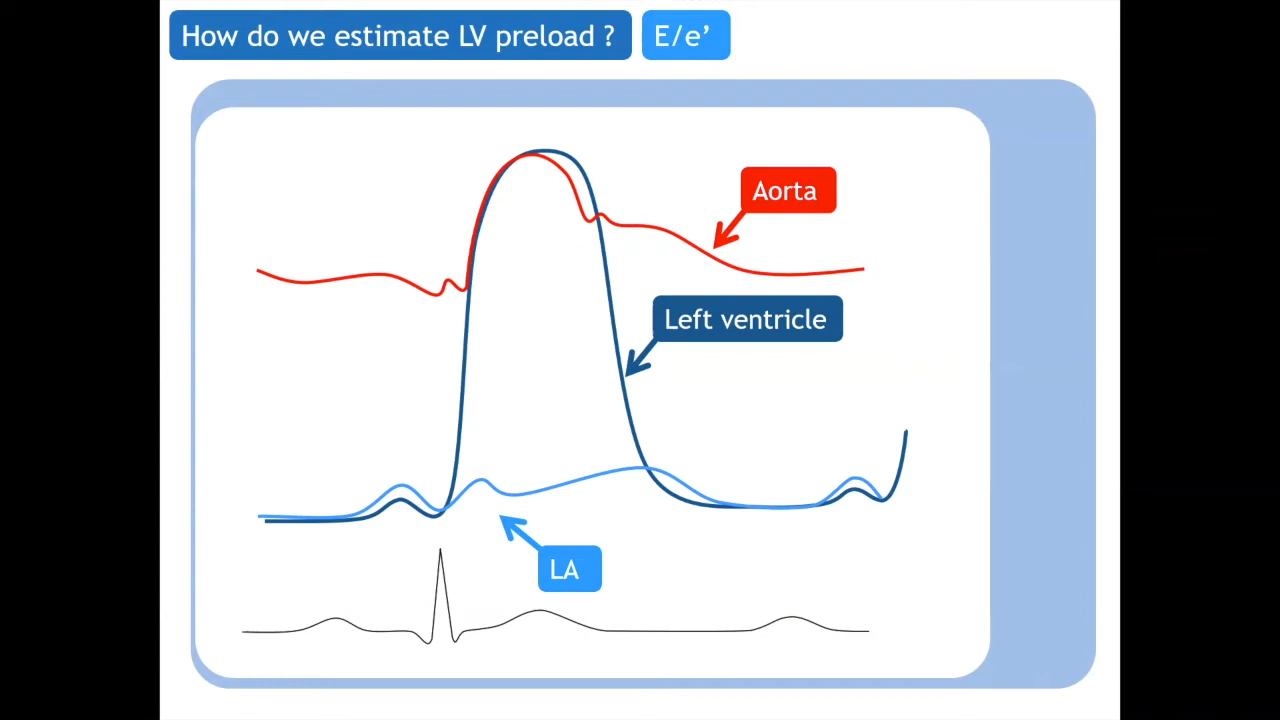 How do we estimate LV preload ?
E/e’
Aorta
Left ventricle
LA